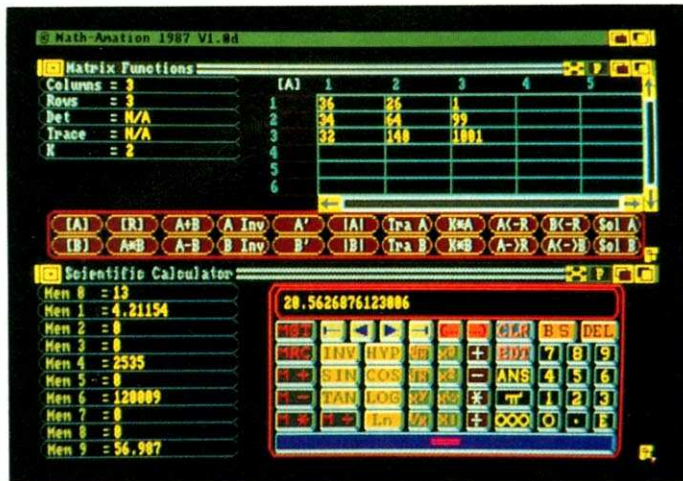 © Math-Amation 1987 V1.0d
Matrix Functions
P
Columns = 3
Rows = 3
Det = N/A
Trace = N/A
K = 2
[A] 1 2 3 4 5
1 36 26 1
2 34 64 99
3 32 140 1001
4
5
6
[A] [R] A+B A Inv A' |A| Tra A K*A A<-R B<-R Sol A
[B] A*B A-B B Inv B' |B| Tra B K*B A->R A<->B Sol B
Scientific Calculator
P
Mem 0 = 13
Mem 1 = 4.21154
Mem 2 = 0
Mem 3 = 0
Mem 4 = 2535
Mem 5 = 0
Mem 6 = 120009
Mem 7 = 0
Mem 8 = 0
Mem 9 = 56.987
20.5626876123006
CLR BS DEL
MRC INV HYP + EDT 7 8 9
M + SIN COS - ANS 4 5 6
M - TAN LOG * 1 2 3
M * M ÷ Ln ÷ 0 . E